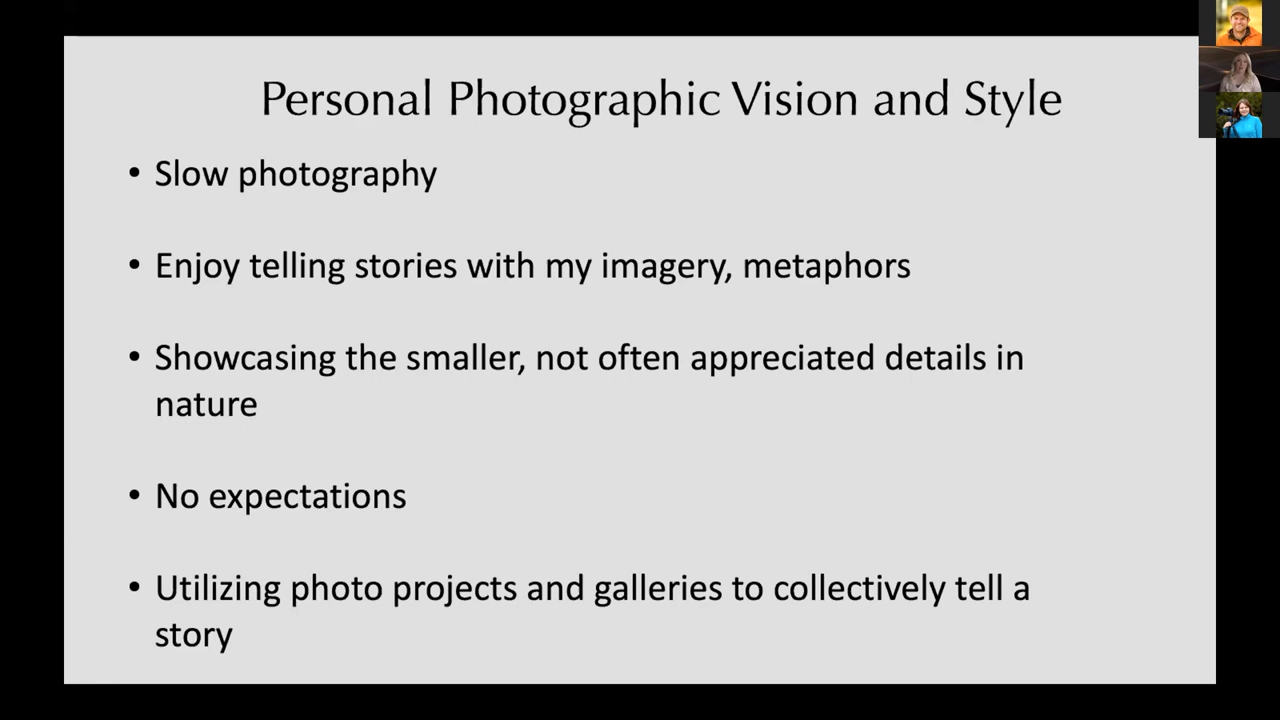 Personal Photographic Vision and Style
• Slow photography
• Enjoy telling stories with my imagery, metaphors
• Showcasing the smaller, not often appreciated details in
nature
• No expectations
• Utilizing photo projects and galleries to collectively tell a
story